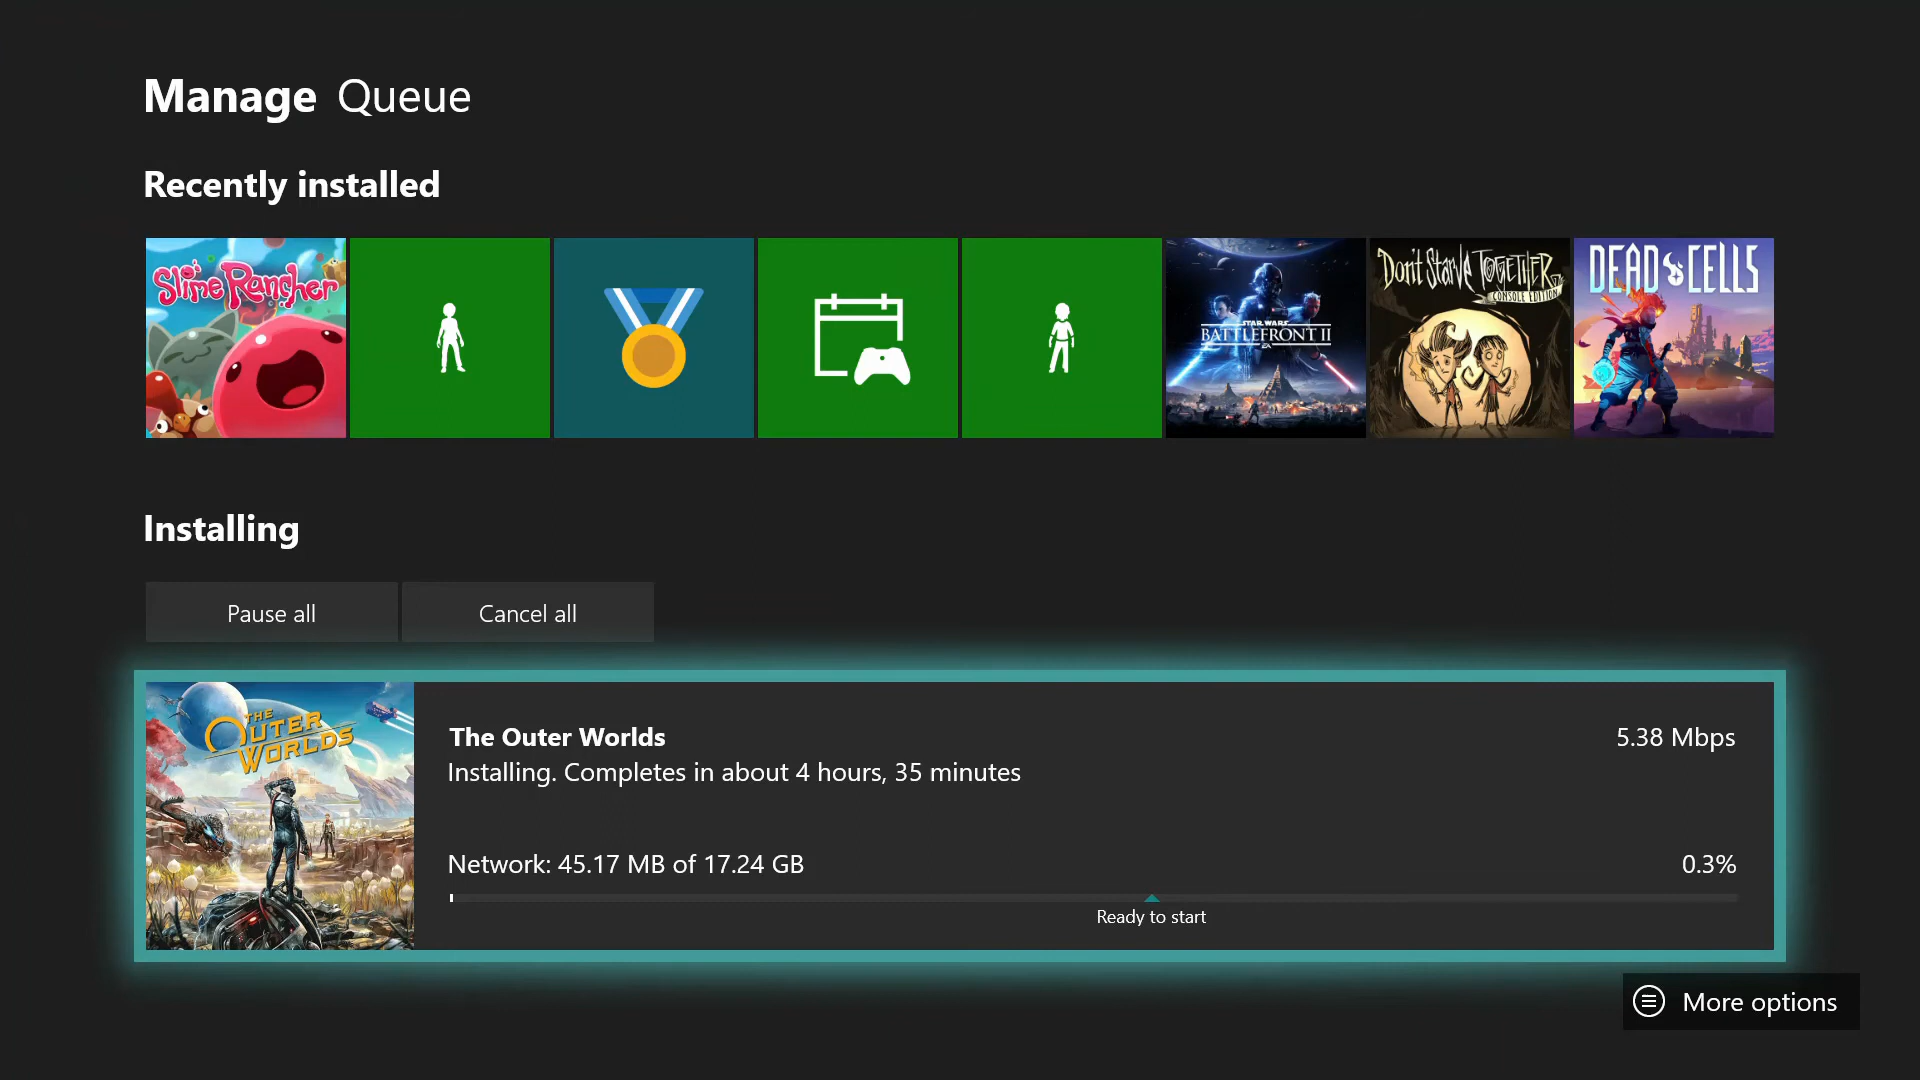 Manage Queue
Recently installed
Slime Rancher
STAR WARS
BATTLEFRONT II
EA
Don't Starve TOGETHER
CONSOLE EDITION
DEAD CELLS
Installing
Pause all
Cancel all
THE
OUTER
WORLDS
The Outer Worlds
5.38 Mbps
Installing. Completes in about 4 hours, 35 minutes
Network: 45.17 MB of 17.24 GB
0.3%
Ready to start
More options